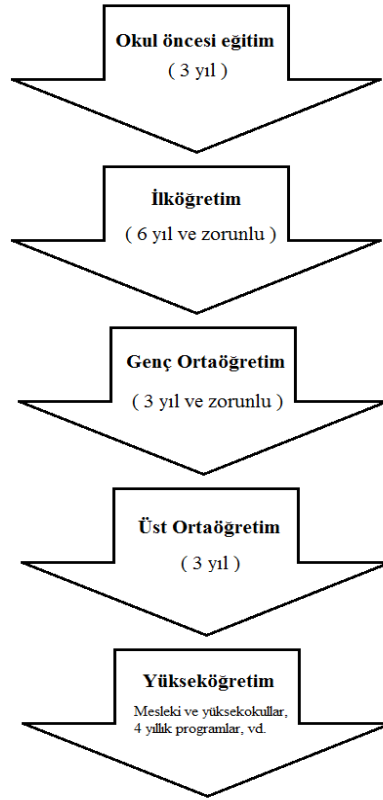 Okul öncesi eğitim
( 3 yıl )
İlköğretim
( 6 yıl ve zorunlu )
Genç Ortaöğretim
( 3 yıl ve zorunlu )
Üst Ortaöğretim
( 3 yıl )
Yükseköğretim
Mesleki ve yüksekokullar,
4 yıllık programlar, vd.